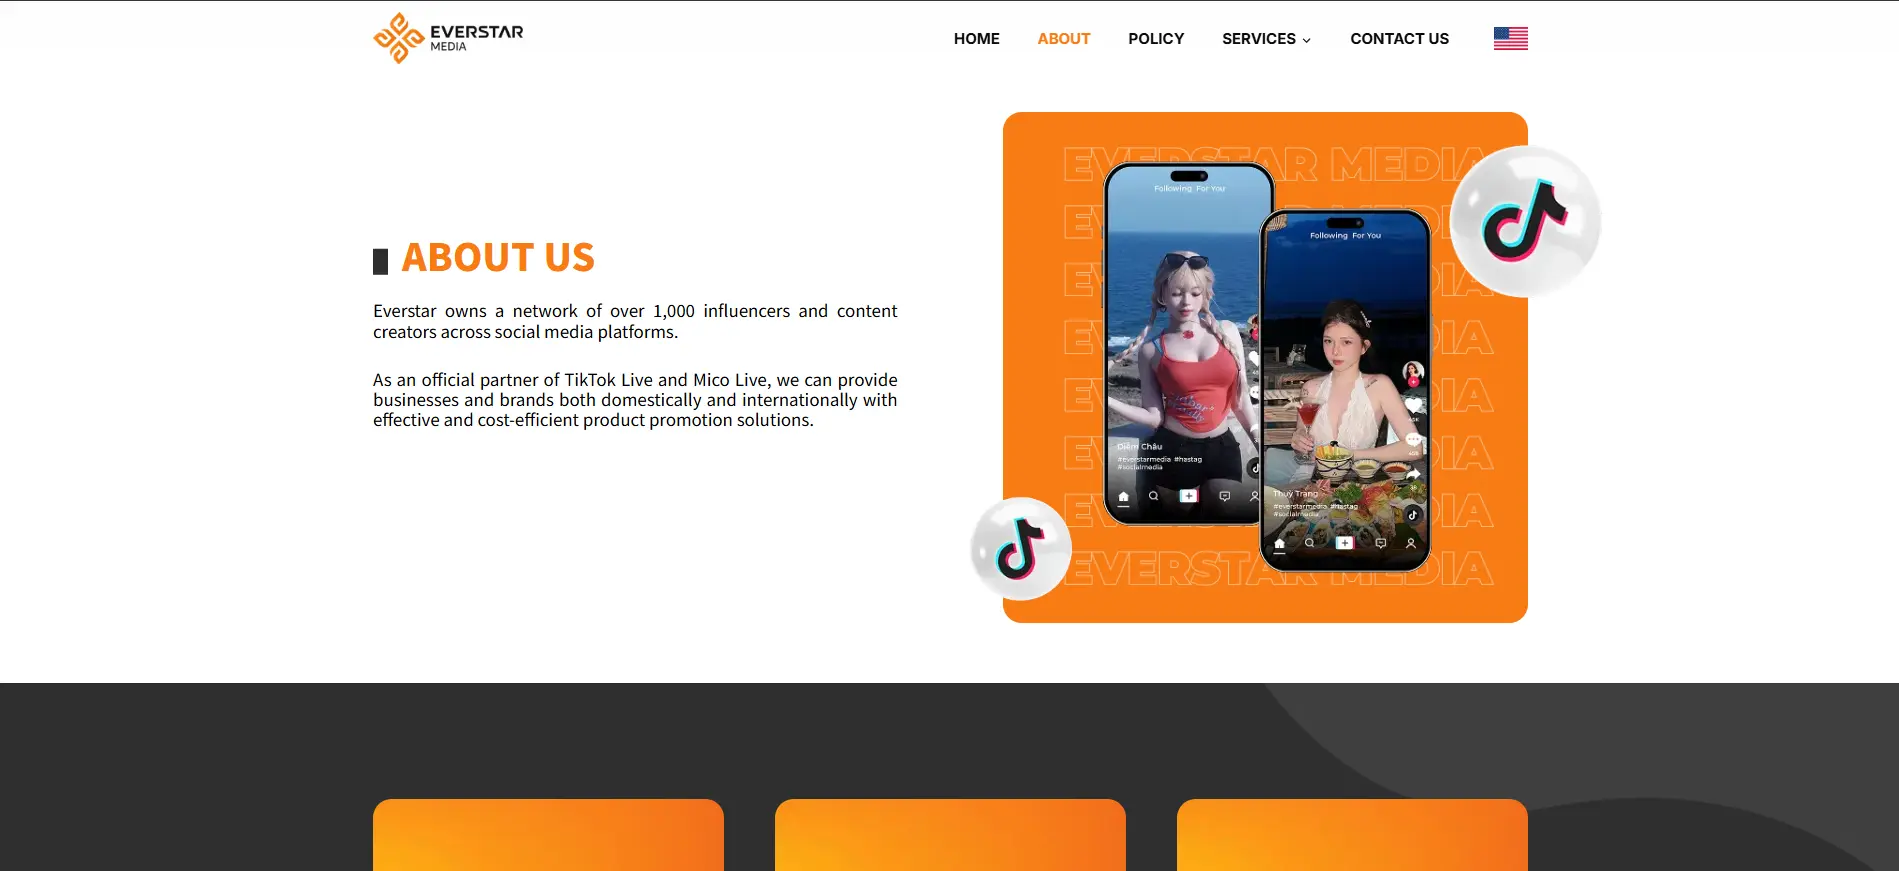 EVERSTAR
MEDIA
HOME
ABOUT
POLICY
SERVICES
CONTACT US
ABOUT US
Everstar owns a network of over 1,000 influencers and content
creators across social media platforms.
As an official partner of TikTok Live and Mico Live, we can provide
businesses and brands both domestically and internationally with
effective and cost-efficient product promotion solutions.
EVERSTAR MEDIA
Following For You
Diễm Châu
#everstarmedia #hastag
#socialmedia
Following For You
Thuỳ Trang
#everstarmedia #hastag
#socialmedia
EVERSTAR MEDIA